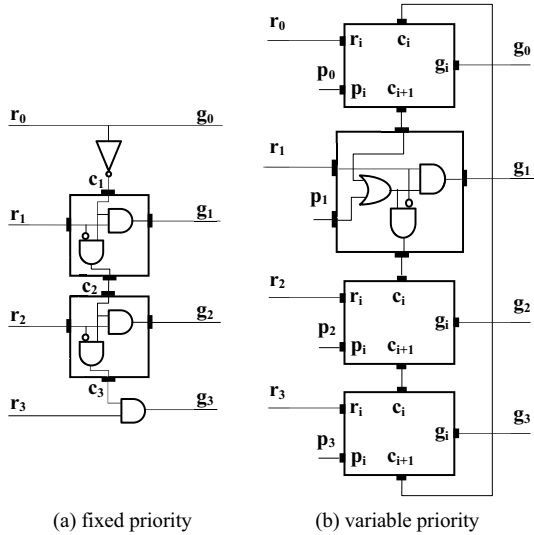 r0 g0
c1
r1 g1
c2
r2 g2
c3
r3 g3
(a) fixed priority
r0 ri ci
gi g0
p0 pi ci+1
r1
g1
p1
r2 ri ci
gi g2
p2 pi ci+1
r3 ri ci
gi g3
p3 pi ci+1
(b) variable priority